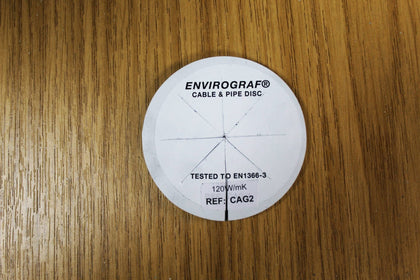 ENVIROGRAF®
CABLE & PIPE DISC
TESTED TO EN1366-3
120W/mK
REF: CAG2